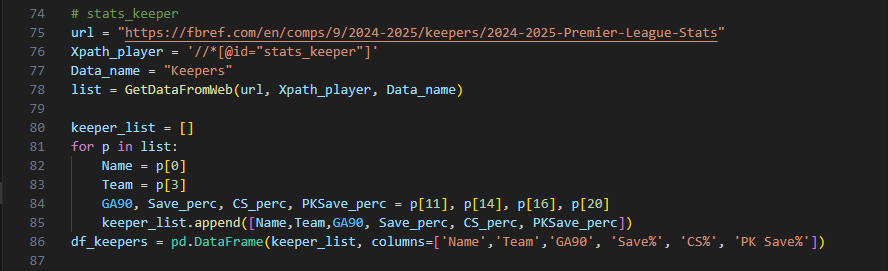 74 # stats_keeper
75 url = "https://fbref.com/en/comps/9/2024-2025/keepers/2024-2025-Premier-League-Stats"
76 Xpath_player = '//*[@id="stats_keeper"]'
77 Data_name = "Keepers"
78 list = GetDataFromWeb(url, Xpath_player, Data_name)
79
80 keeper_list = []
81 for p in list:
82     Name = p[0]
83     Team = p[3]
84     GA90, Save_perc, CS_perc, PKSave_perc = p[11], p[14], p[16], p[20]
85     keeper_list.append([Name,Team,GA90, Save_perc, CS_perc, PKSave_perc])
86 df_keepers = pd.DataFrame(keeper_list, columns=['Name','Team','GA90', 'Save%', 'CS%', 'PK Save%'])
87